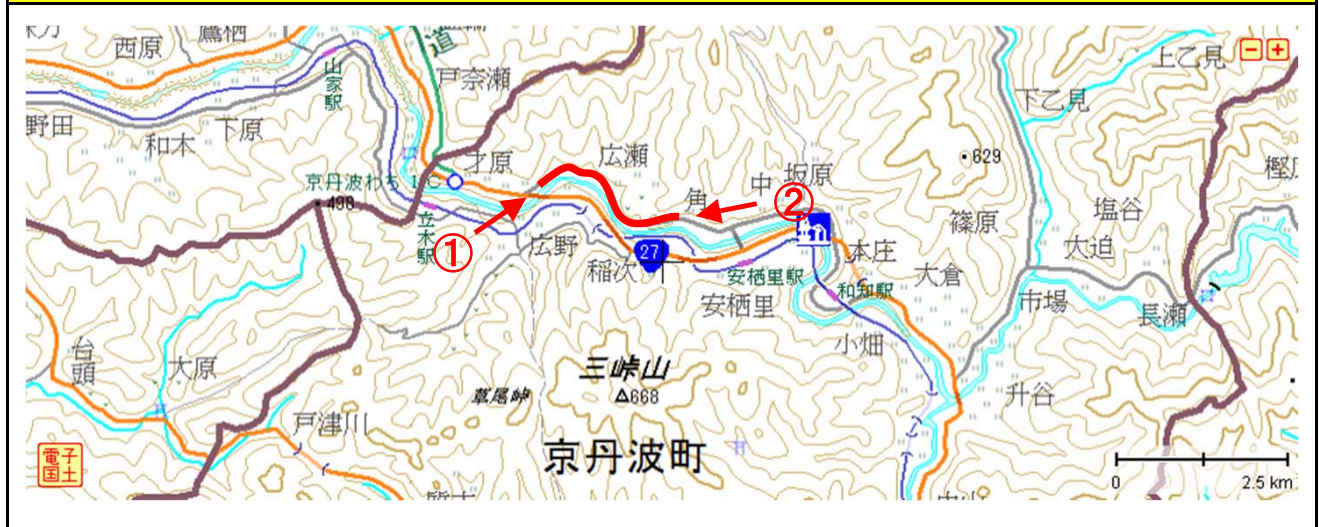 西原
鷹栖
山家駅
道
戸奈瀬
上乙見
下乙見
野田
和木
下原
才原
広瀬
角
中
坂原
629
京丹波わちIC
498
立木駅
①
②
広野
27
稲次
安栖里駅
安栖里
和知駅
本庄
大倉
篠原
塩谷
大迫
市場
長瀬
小畑
升谷
台頭
大原
草尾峠
三峠山
△668
戸津川
京丹波町
電子国土
0 2.5 km